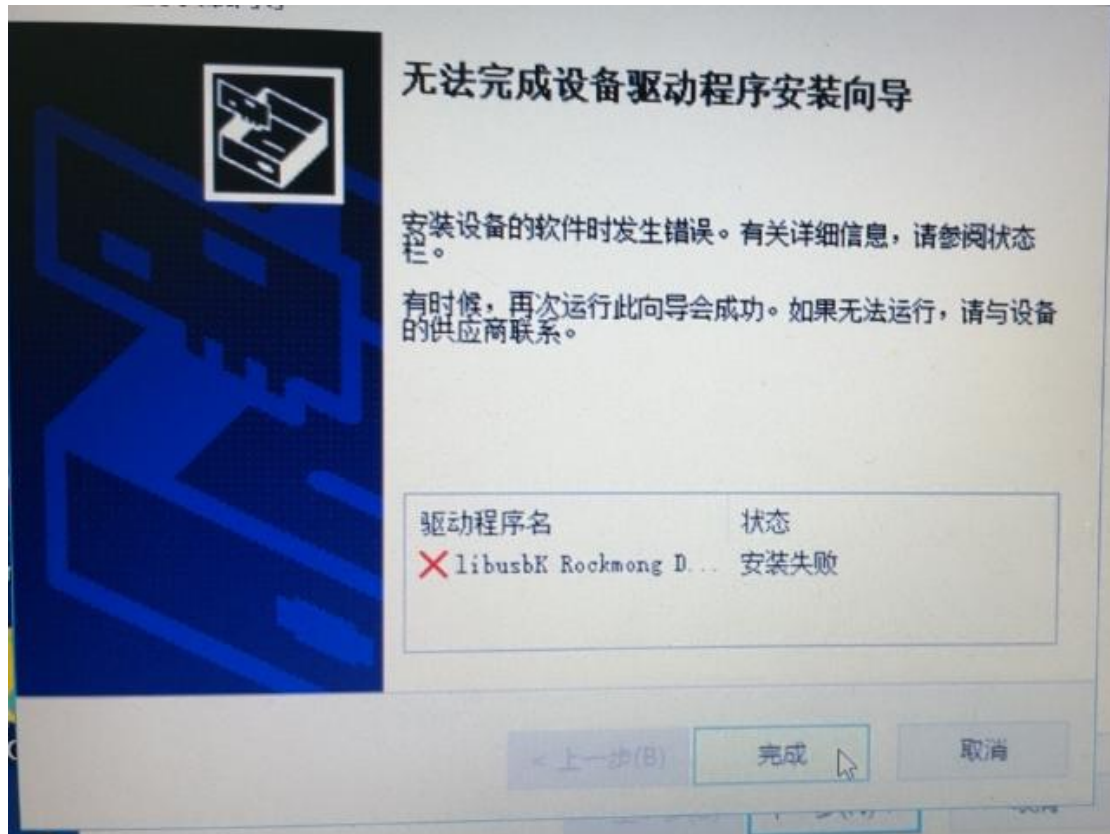 无法完成设备驱动程序安装向导
安装设备的软件时发生错误。有关详细信息，请参阅状态
栏。
有时候，再次运行此向导会成功。如果无法运行，请与设备
的供应商联系。
驱动程序名 状态
libusbK Rockmong D... 安装失败
< 上一步(B) 完成 取消